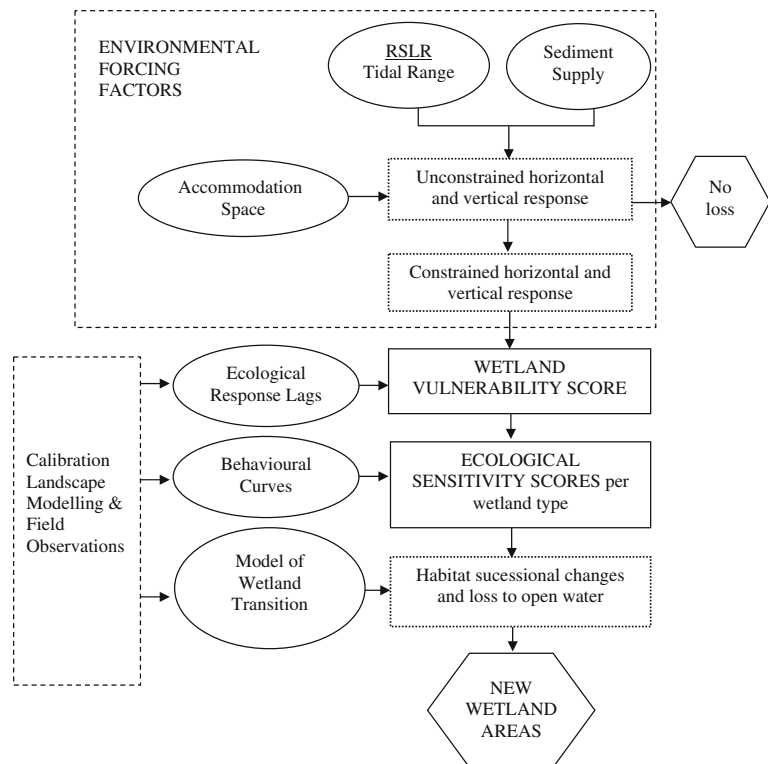 ENVIRONMENTAL
FORCING
FACTORS
RSLR
Tidal Range
Sediment
Supply
Accommodation
Space
Unconstrained horizontal
and vertical response
No
loss
Constrained horizontal and
vertical response
Calibration
Landscape
Modelling &
Field
Observations
Ecological
Response Lags
WETLAND
VULNERABILITY SCORE
Behavioural
Curves
ECOLOGICAL
SENSITIVITY SCORES per
wetland type
Model of
Wetland
Transition
Habitat sucessional changes
and loss to open water
NEW
WETLAND
AREAS